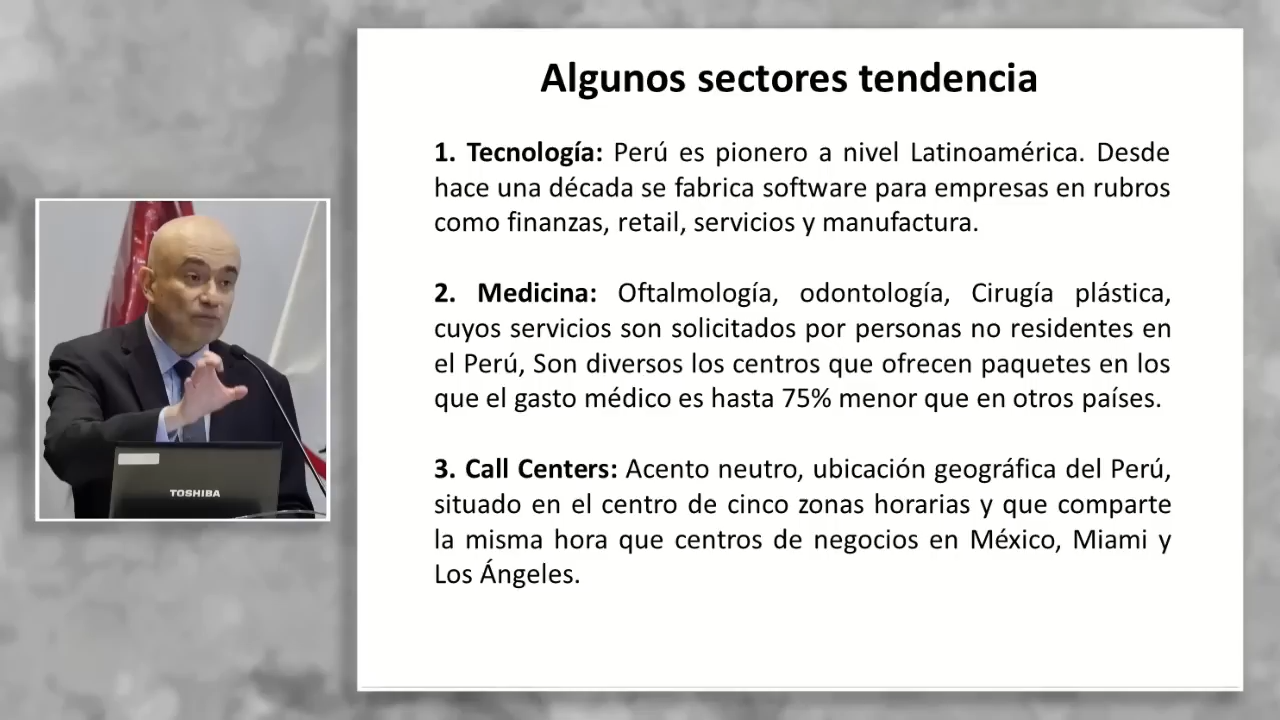 Algunos sectores tendencia
1. Tecnología: Perú es pionero a nivel Latinoamérica. Desde
hace una década se fabrica software para empresas en rubros
como finanzas, retail, servicios y manufactura.
2. Medicina: Oftalmología, odontología, Cirugía plástica,
cuyos servicios son solicitados por personas no residentes en
el Perú, Son diversos los centros que ofrecen paquetes en los
que el gasto médico es hasta 75% menor que en otros países.
3. Call Centers: Acento neutro, ubicación geográfica del Perú,
situado en el centro de cinco zonas horarias y que comparte
la misma hora que centros de negocios en México, Miami y
Los Ángeles.
TOSHIBA